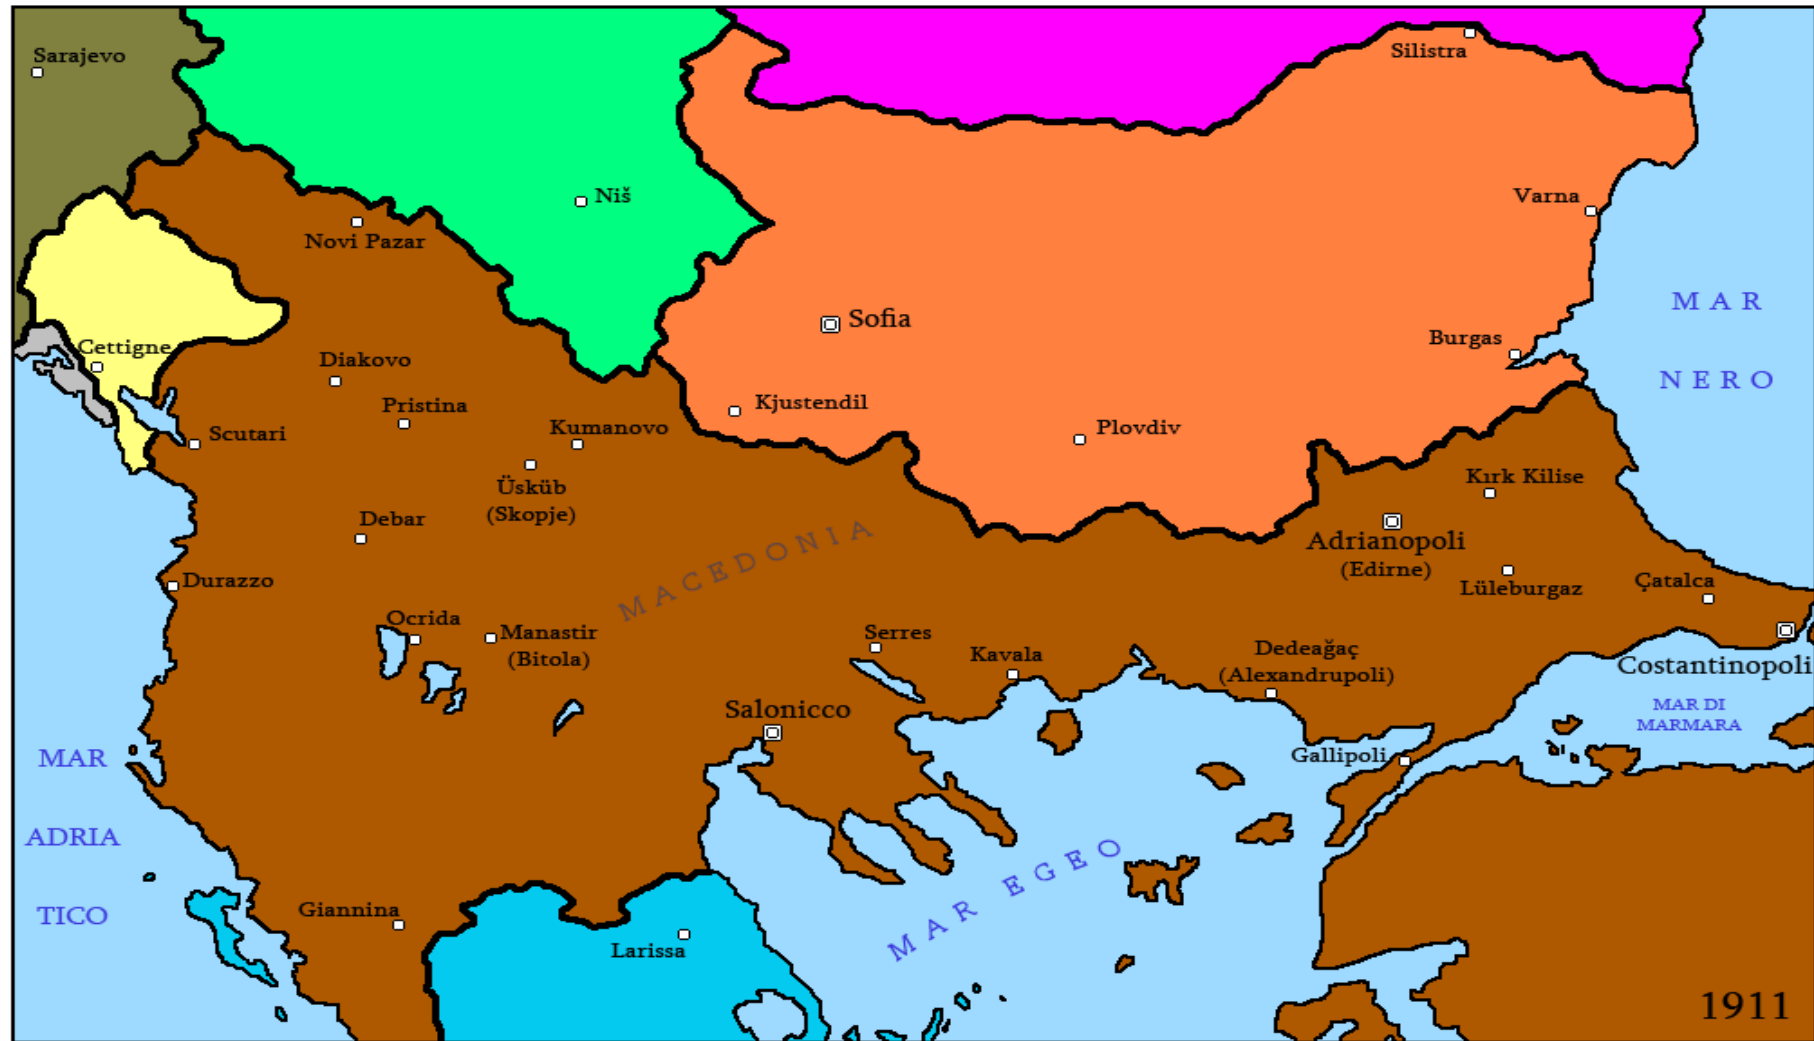 Sarajevo
Silistra
Niš
Varna
Novi Pazar
MAR
NERO
Sofia
Burgas
Cettigne
Diakovo
Kjustendil
Pristina
Plovdiv
Scutari
Kumanovo
Üsküb
(Skopje)
Kırk Kilise
Debar
MACEDONIA
Adrianopoli
(Edirne)
Durazzo
Lüleburgaz
Çatalca
Ocrida
Manastir
(Bitola)
Serres
Kavala
Dedeağaç
(Alexandrupoli)
Costantinopoli
Salonicco
MAR DI
MARMARA
Gallipoli
MAR
ADRIA
TICO
MAR EGEO
Giannina
Larissa
1911